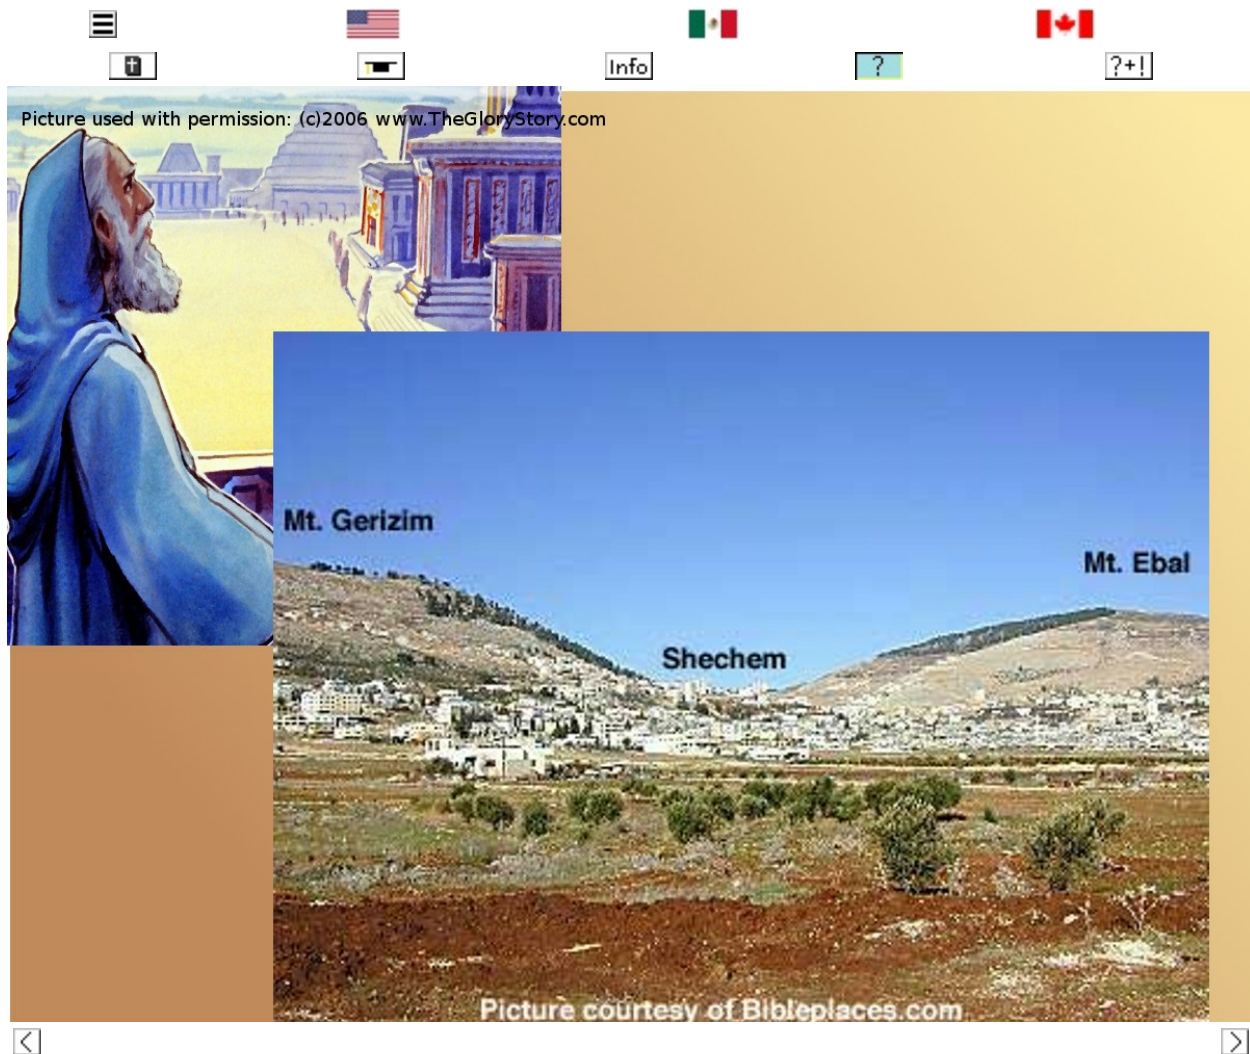 Info
?
?+!
Picture used with permission: (c)2006 www.TheGloryStory.com
Mt. Gerizim
Mt. Ebal
Shechem
Picture courtesy of Bibleplaces.com
<
>